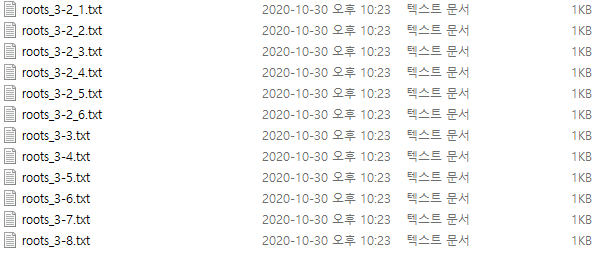 roots_3-2_1.txt 2020-10-30 오후 10:23 텍스트 문서 1KB
roots_3-2_2.txt 2020-10-30 오후 10:23 텍스트 문서 1KB
roots_3-2_3.txt 2020-10-30 오후 10:23 텍스트 문서 1KB
roots_3-2_4.txt 2020-10-30 오후 10:23 텍스트 문서 1KB
roots_3-2_5.txt 2020-10-30 오후 10:23 텍스트 문서 1KB
roots_3-2_6.txt 2020-10-30 오후 10:23 텍스트 문서 1KB
roots_3-3.txt 2020-10-30 오후 10:23 텍스트 문서 1KB
roots_3-4.txt 2020-10-30 오후 10:23 텍스트 문서 1KB
roots_3-5.txt 2020-10-30 오후 10:23 텍스트 문서 1KB
roots_3-6.txt 2020-10-30 오후 10:23 텍스트 문서 1KB
roots_3-7.txt 2020-10-30 오후 10:23 텍스트 문서 1KB
roots_3-8.txt 2020-10-30 오후 10:23 텍스트 문서 1KB